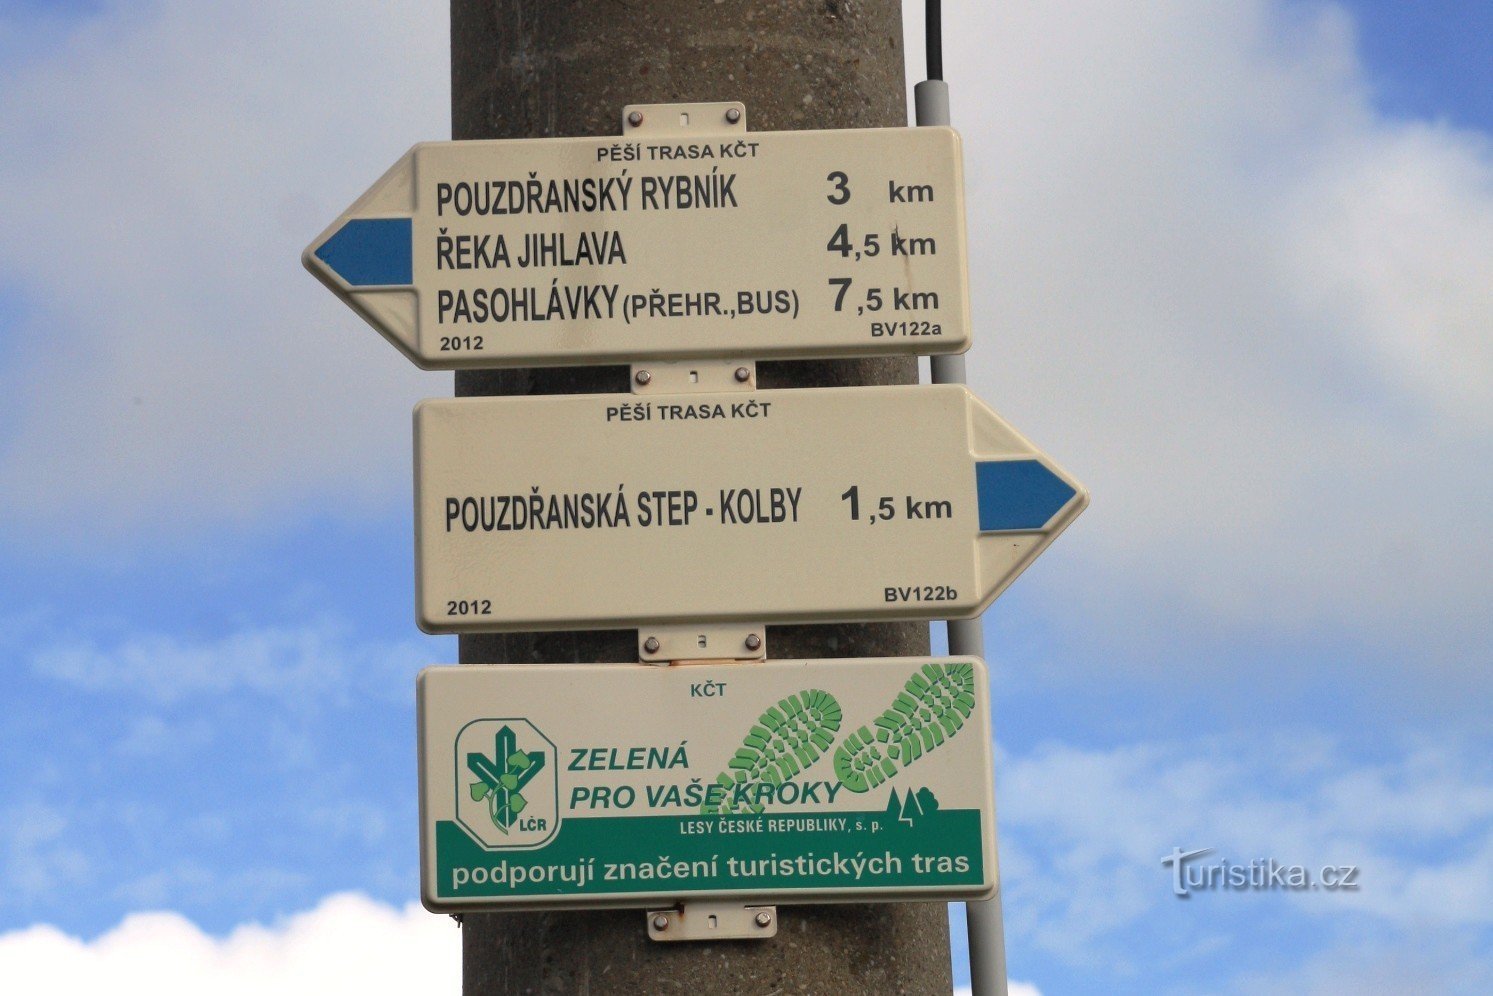 PĚŠÍ TRASA KČT
POUZDŘANSKÝ RYBNÍK 3 km
ŘEKA JIHLAVA 4,5 km
PASOHLÁVKY (PŘEHR.,BUS) 7,5 km
2012 BV122a
PĚŠÍ TRASA KČT
POUZDŘANSKÁ STEP - KOLBY 1,5 km
2012 BV122b
KČT
ZELENÁ
PRO VAŠE KROKY
LČR
LESY ČESKÉ REPUBLIKY, s. p.
podporují značení turistických tras
Turistika.cz